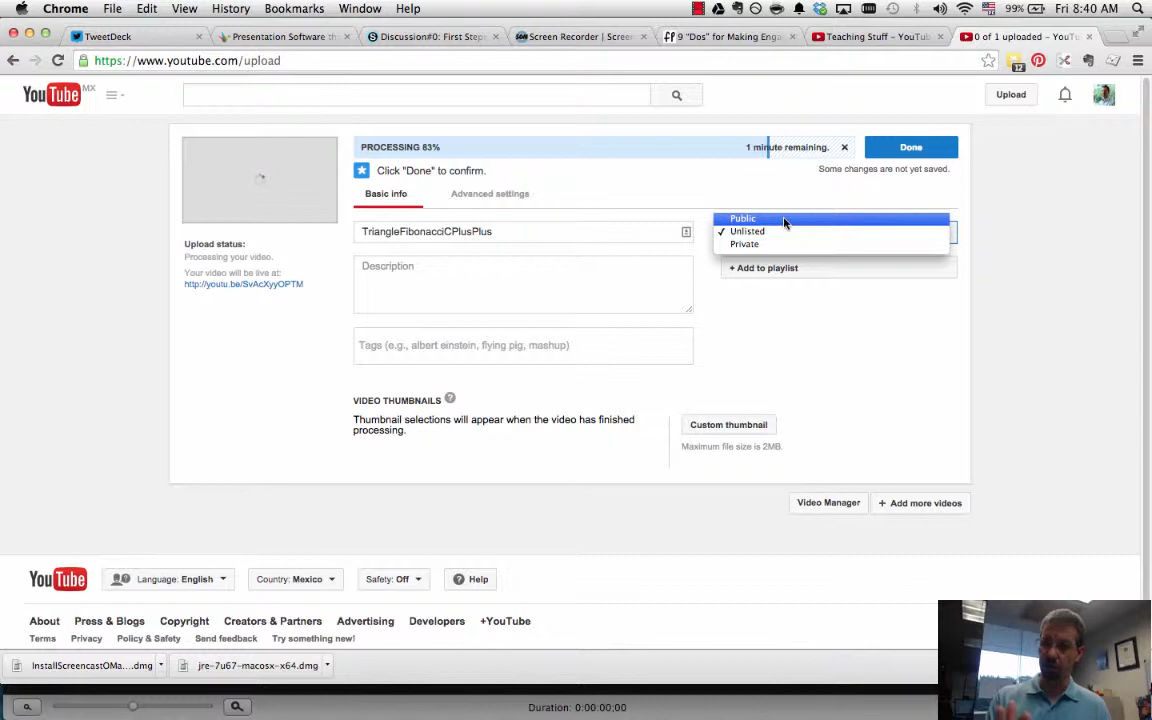 Chrome File Edit View History Bookmarks Window Help 99% Fri 8:40 AM
TweetDeck Presentation Software th Discussion#0: First Step Screen Recorder | Screen 9 "Dos" for Making Eng Teaching Stuff – YouTub 0 of 1 uploaded – YouT
https://www.youtube.com/upload 12
YouTube MX Upload
PROCESSING 83% 1 minute remaining. Done
Click "Done" to confirm. Some changes are not yet saved.
Basic info Advanced settings
Public
TriangleFibonacciCPlusPlus Unlisted
Upload status: Private
Processing your video.
Description + Add to playlist
Your video will be live at:
http://youtu.be/SvAcXyyOPTM
Tags (e.g., albert einstein, flying pig, mashup)
VIDEO THUMBNAILS ?
Thumbnail selections will appear when the video has finished
processing.
Custom thumbnail
Maximum file size is 2MB.
Video Manager + Add more videos
YouTube Language: English Country: Mexico Safety: Off ? Help
About Press & Blogs Copyright Creators & Partners Advertising Developers +YouTube
Terms Privacy Policy & Safety Send feedback Try something new!
InstallScreencastOMa....dmg jre-7u67-macosx-x64.dmg
Duration: 0:00:00;00